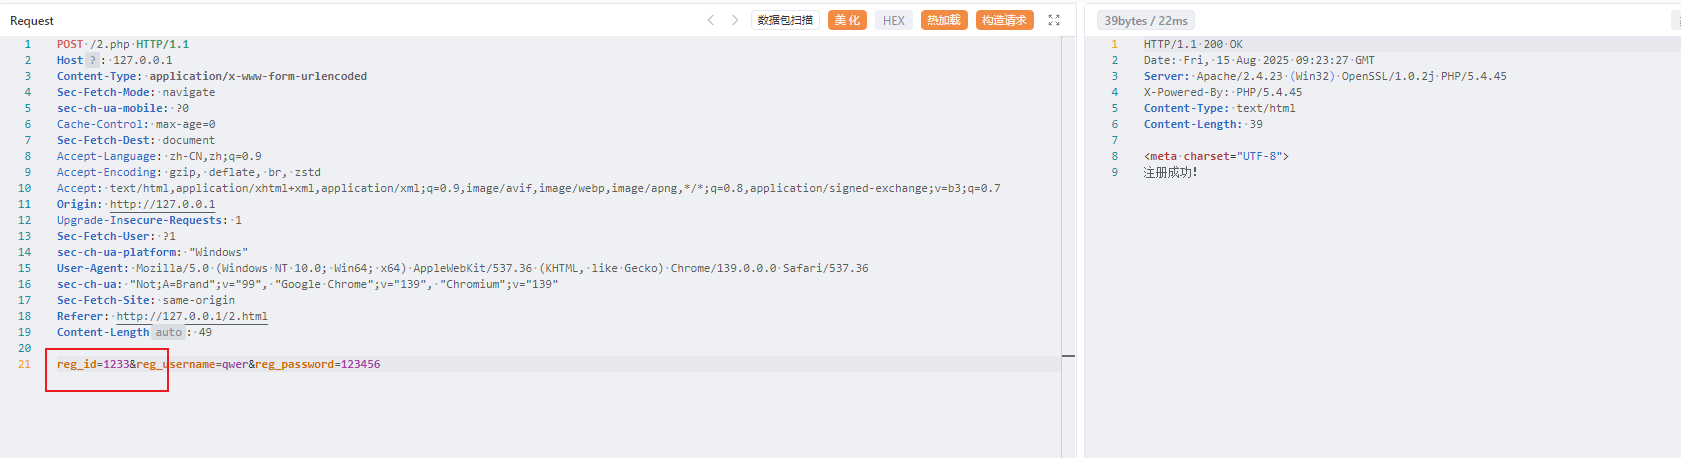 Request 数据包扫描 美化 HEX 热加载 构造请求
1 POST /2.php HTTP/1.1
2 Host ? : 127.0.0.1
3 Content-Type: application/x-www-form-urlencoded
4 Sec-Fetch-Mode: navigate
5 sec-ch-ua-mobile: ?0
6 Cache-Control: max-age=0
7 Sec-Fetch-Dest: document
8 Accept-Language: zh-CN,zh;q=0.9
9 Accept-Encoding: gzip, deflate, br, zstd
10 Accept: text/html,application/xhtml+xml,application/xml;q=0.9,image/avif,image/webp,image/apng,*/*;q=0.8,application/signed-exchange;v=b3;q=0.7
11 Origin: http://127.0.0.1
12 Upgrade-Insecure-Requests: 1
13 Sec-Fetch-User: ?1
14 sec-ch-ua-platform: "Windows"
15 User-Agent: Mozilla/5.0 (Windows NT 10.0; Win64; x64) AppleWebKit/537.36 (KHTML, like Gecko) Chrome/139.0.0.0 Safari/537.36
16 sec-ch-ua: "Not;A=Brand";v="99", "Google Chrome";v="139", "Chromium";v="139"
17 Sec-Fetch-Site: same-origin
18 Referer: http://127.0.0.1/2.html
19 Content-Length auto : 49
20
21 reg_id=1233&reg_username=qwer&reg_password=123456
39bytes / 22ms
1 HTTP/1.1 200 OK
2 Date: Fri, 15 Aug 2025 09:23:27 GMT
3 Server: Apache/2.4.23 (Win32) OpenSSL/1.0.2j PHP/5.4.45
4 X-Powered-By: PHP/5.4.45
5 Content-Type: text/html
6 Content-Length: 39
7
8 <meta charset="UTF-8">
9 注册成功!